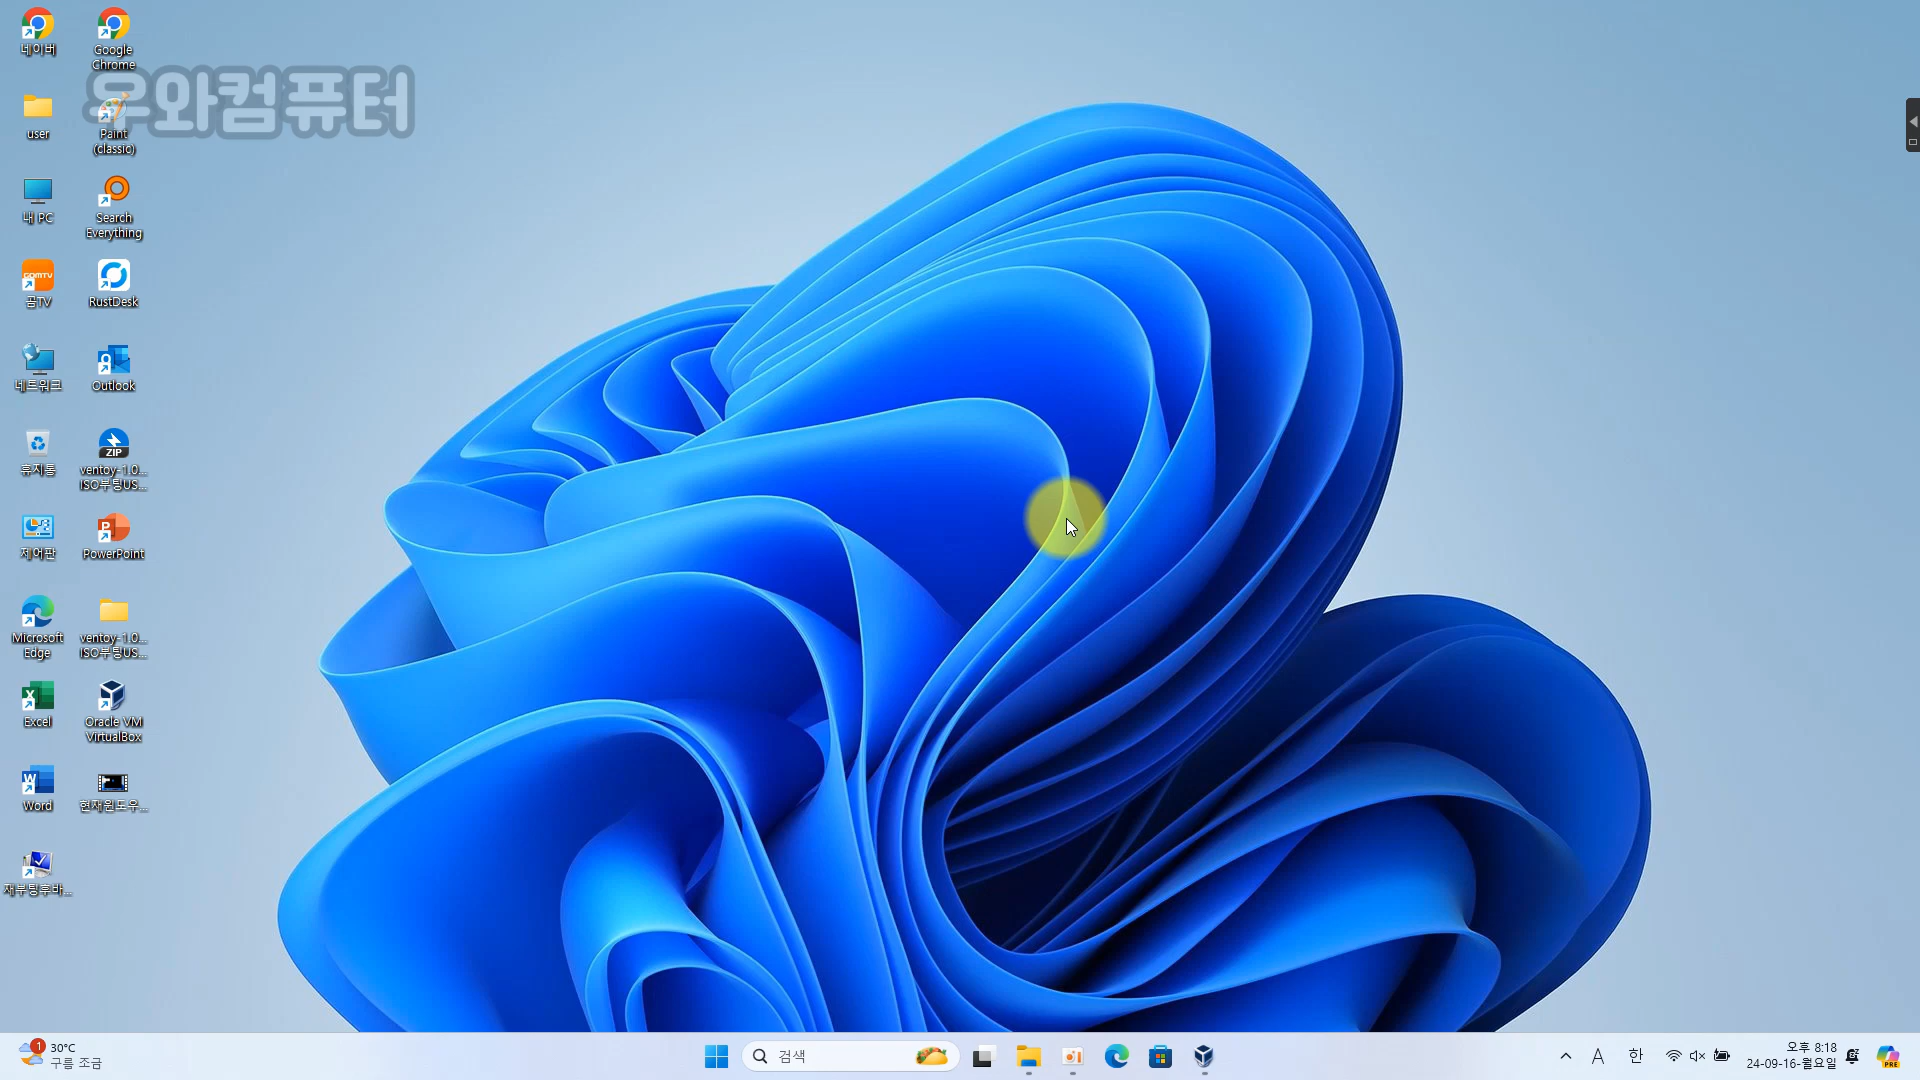 네이버
Google
Chrome
우와컴퓨터
user
Paint
(classic)
내 PC
Search
Everything
GOMTV
곰TV
RustDesk
네트워크
Outlook
휴지통
ZIP
ventoy-1.0...
ISO부팅US...
제어판
PowerPoint
Microsoft
Edge
ventoy-1.0...
ISO부팅US...
Excel
Oracle VM
VirtualBox
Word
현재윈도우...
재부팅후바...
1
30°C
구름 조금
검색
A
한
오후 8:18
24-09-16-월요일
PRE